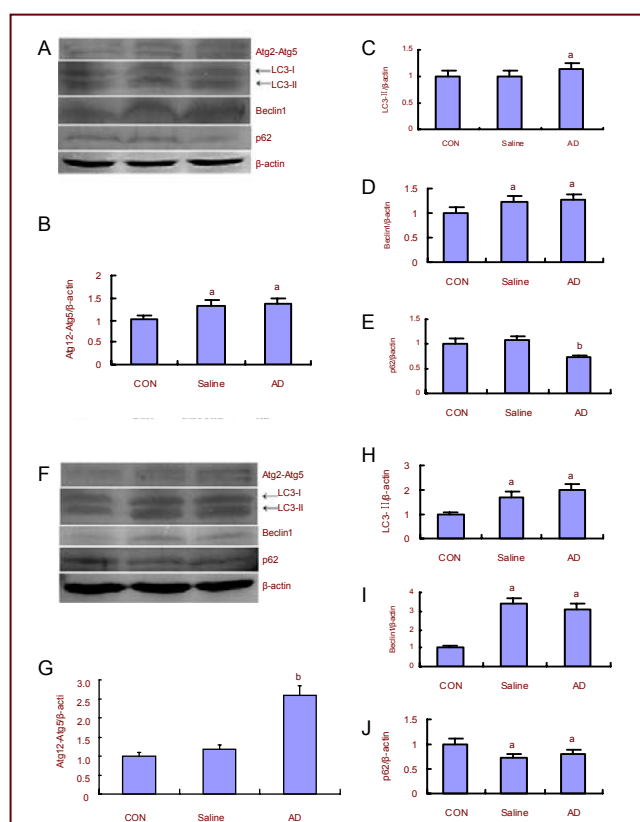 A
Atg2-Atg5
LC3-I
LC3-II
Beclin1
p62
β-actin
B
Atg12-Atg5/β-actin
2
1.5
1
0.5
0
a
a
CON Saline AD
C
LC3-II/β-actin
1.5
1
0.5
0
a
CON Saline AD
D
Beclin1/β-actin
1.5
1
0.5
0
a
a
CON Saline AD
E
p62/β-actin
1.5
1
0.5
0
b
CON Saline AD
F
Atg2-Atg5
LC3-I
LC3-II
Beclin1
p62
β-actin
G
Atg12-Atg5/β-acti
3.0
2.5
2.0
1.5
1.0
0.5
0.0
b
CON Saline AD
H
LC3-II/β-actin
3
2
1
0
a
a
CON Saline AD
I
Beclin1/β-actin
4
3
2
1
0
a
a
CON Saline AD
J
p62/β-actin
1.5
1
0.5
0
a
a
CON Saline AD